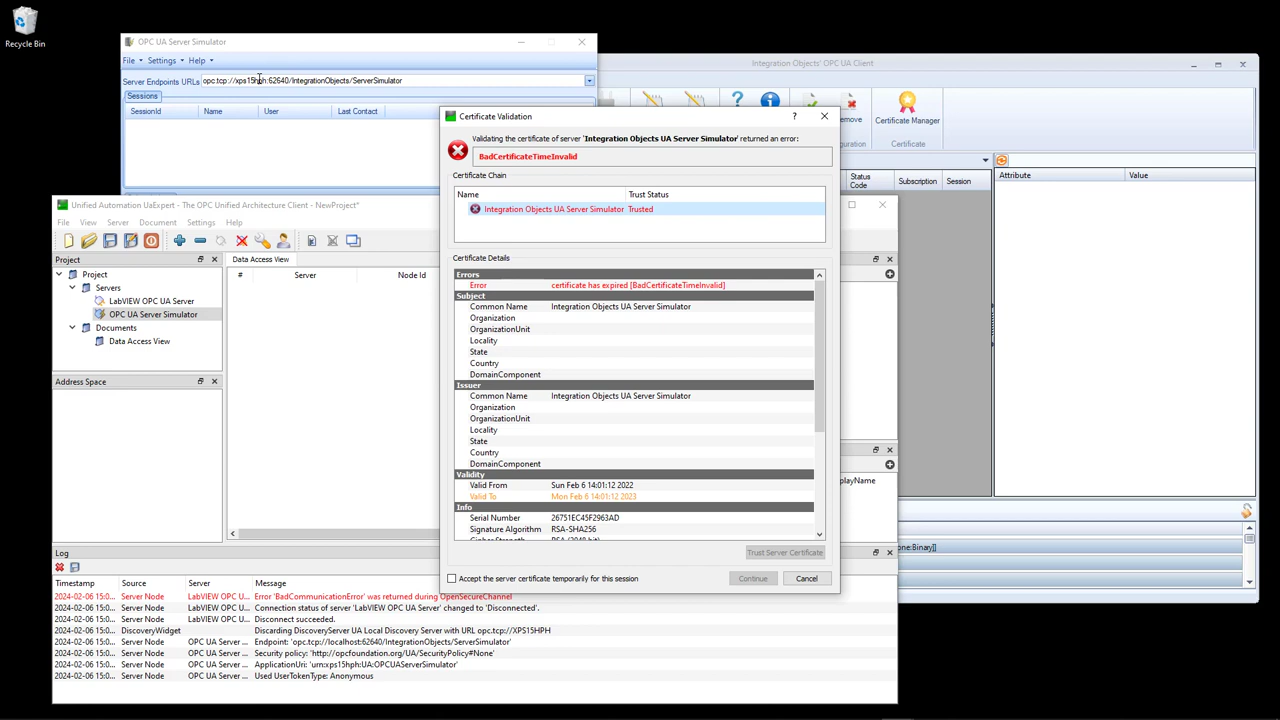 Recycle Bin
OPC UA Server Simulator
File Settings Help
Server Endpoints URLs opc.tcp://xps15hph:62640/IntegrationObjects/ServerSimulator
Sessions
SessionId Name User Last Contact
Integration Objects' OPC UA Client
Certificate Manager
Certificate
Status Code Subscription Session
Attribute Value
Unified Automation UaExpert - The OPC Unified Architecture Client - NewProject*
File View Server Document Settings Help
Project
Project
Servers
LabVIEW OPC UA Server
OPC UA Server Simulator
Documents
Data Access View
Address Space
Data Access View
# Server Node Id
Certificate Validation
?
Validating the certificate of server 'Integration Objects UA Server Simulator' returned an error:
BadCertificateTimeInvalid
Certificate Chain
Name Trust Status
Integration Objects UA Server Simulator Trusted
Certificate Details
Errors
Error certificate has expired [BadCertificateTimeInvalid]
Subject
Common Name Integration Objects UA Server Simulator
Organization
OrganizationUnit
Locality
State
Country
DomainComponent
Issuer
Common Name Integration Objects UA Server Simulator
Organization
OrganizationUnit
Locality
State
Country
DomainComponent
Validity
Valid From Sun Feb 6 14:01:12 2022
Valid To Mon Feb 6 14:01:12 2023
Info
Serial Number 26751EC45F2963AD
Signature Algorithm RSA-SHA256
Trust Server Certificate
Accept the server certificate temporarily for this session
Continue Cancel
playName
one:Binary]]
Log
Timestamp Source Server Message
2024-02-06 15:0... Server Node LabVIEW OPC U... Error 'BadCommunicationError' was returned during OpenSecureChannel
2024-02-06 15:0... Server Node LabVIEW OPC U... Connection status of server 'LabVIEW OPC UA Server' changed to 'Disconnected'.
2024-02-06 15:0... Server Node LabVIEW OPC U... Disconnect succeeded.
2024-02-06 15:0... DiscoveryWidget Discarding DiscoveryServer UA Local Discovery Server with URL opc.tcp://XPS15HPH
2024-02-06 15:0... Server Node OPC UA Server ... Endpoint: 'opc.tcp://localhost:62640/IntegrationObjects/ServerSimulator'
2024-02-06 15:0... Server Node OPC UA Server ... Security policy: 'http://opcfoundation.org/UA/SecurityPolicy#None'
2024-02-06 15:0... Server Node OPC UA Server ... ApplicationUri: 'urn:xps15hph:UA:OPCUAServerSimulator'
2024-02-06 15:0... Server Node OPC UA Server ... Used UserTokenType: Anonymous